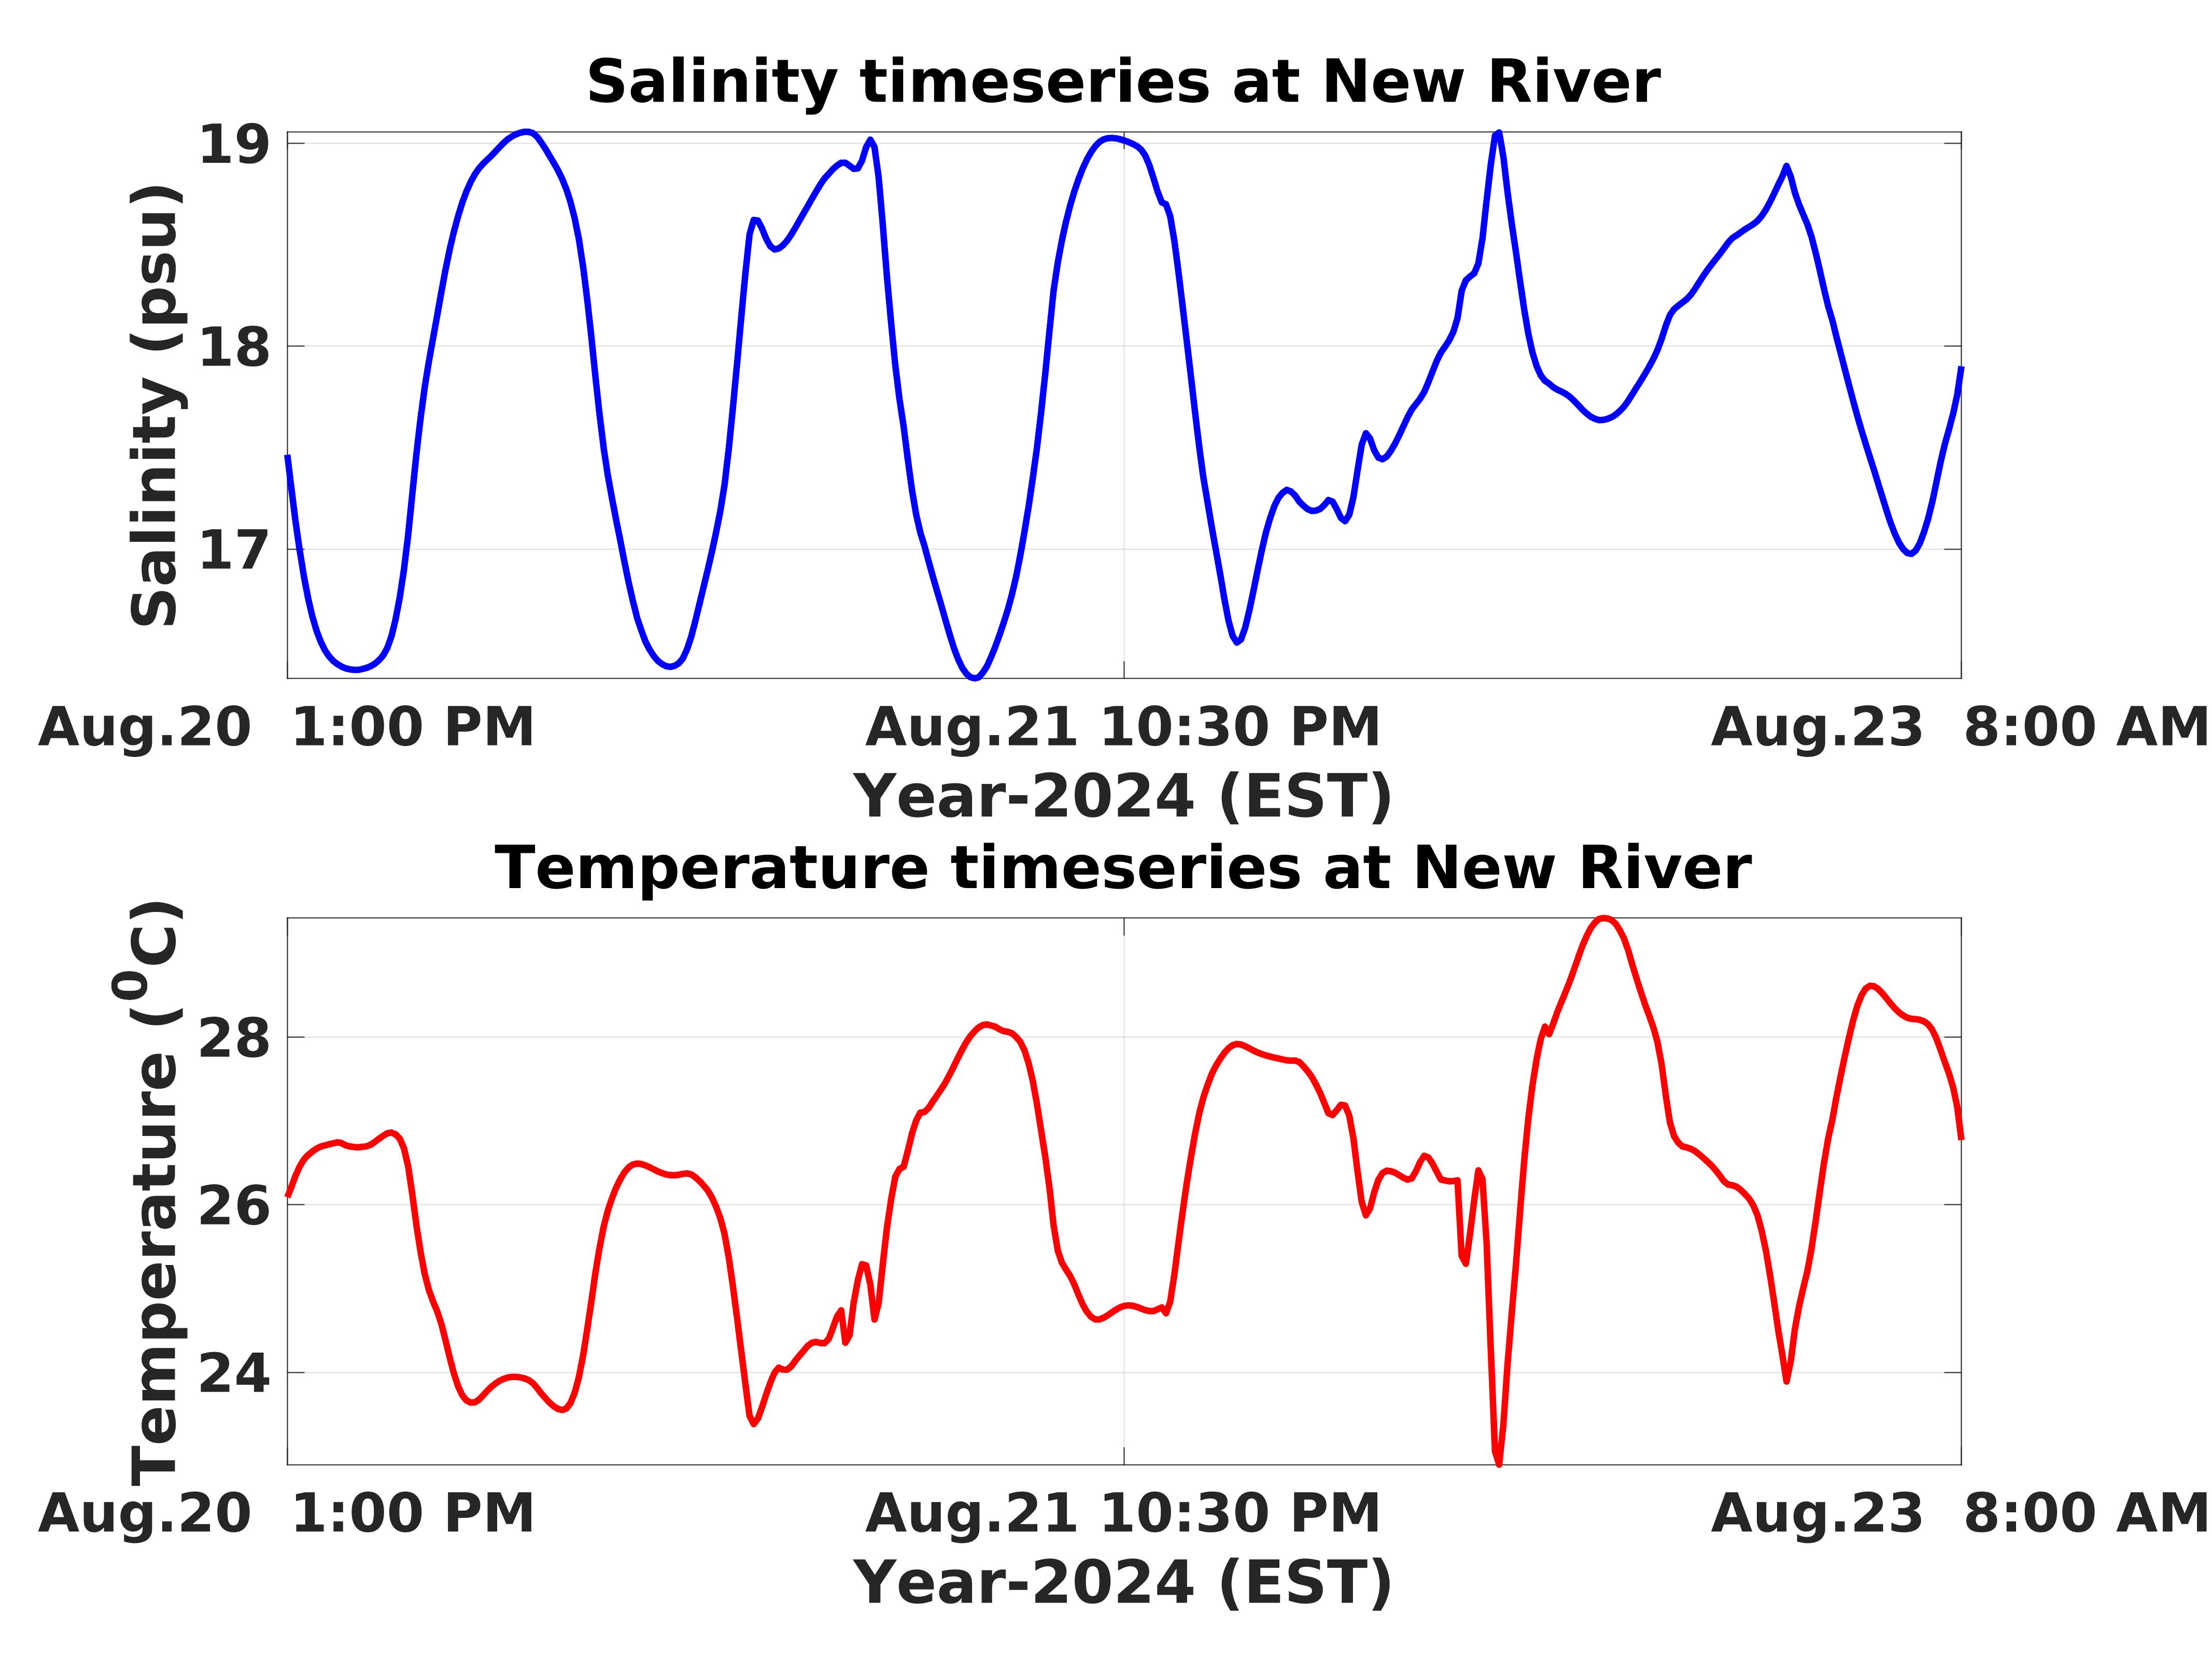 Salinity timeseries at New River
Salinity (psu)
19
18
17
Aug.20  1:00 PM
Aug.21 10:30 PM
Aug.23  8:00 AM
Year-2024 (EST)
Temperature timeseries at New River
Temperature (⁰C)
28
26
24
Aug.20  1:00 PM
Aug.21 10:30 PM
Aug.23  8:00 AM
Year-2024 (EST)